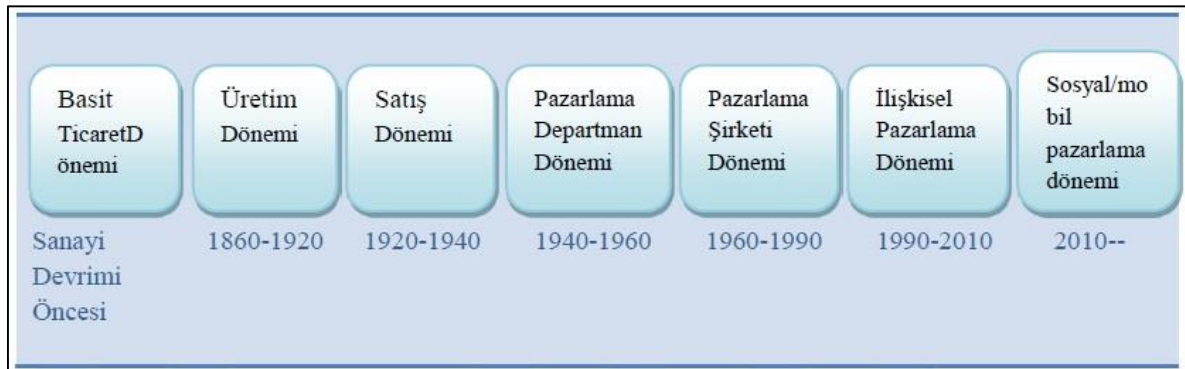 Basit
TicaretD
önemi
Üretim
Dönemi
Satış
Dönemi
Pazarlama
Departman
Dönemi
Pazarlama
Şirketi
Dönemi
İlişkisel
Pazarlama
Dönemi
Sosyal/mo
bil
pazarlama
dönemi
Sanayi
Devrimi
Öncesi
1860-1920
1920-1940
1940-1960
1960-1990
1990-2010
2010--